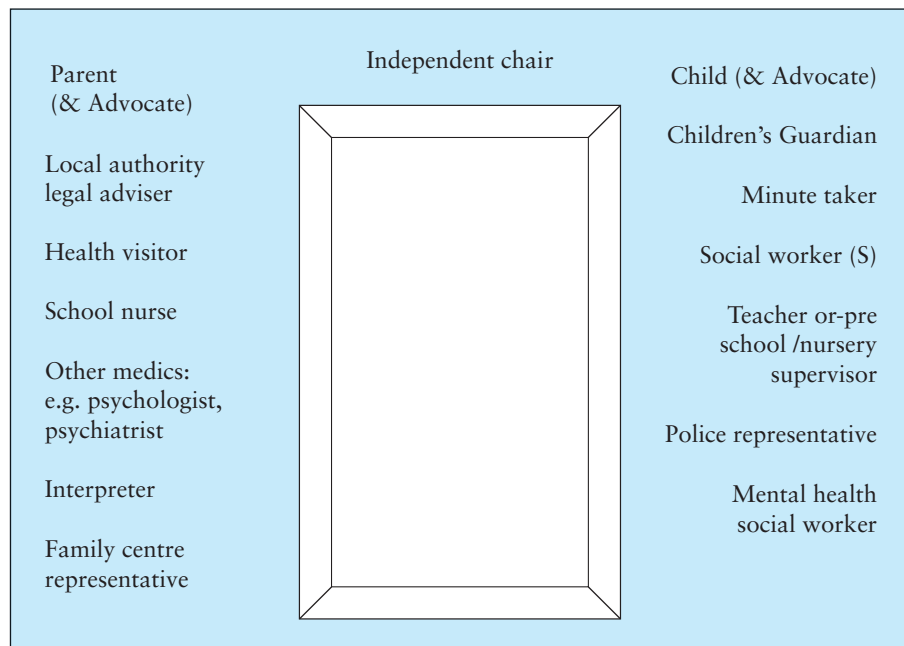 Independent chair
Parent
(& Advocate)
Local authority
legal adviser
Health visitor
School nurse
Other medics:
e.g. psychologist,
psychiatrist
Interpreter
Family centre
representative
Child (& Advocate)
Children’s Guardian
Minute taker
Social worker (S)
Teacher or-pre
school /nursery
supervisor
Police representative
Mental health
social worker